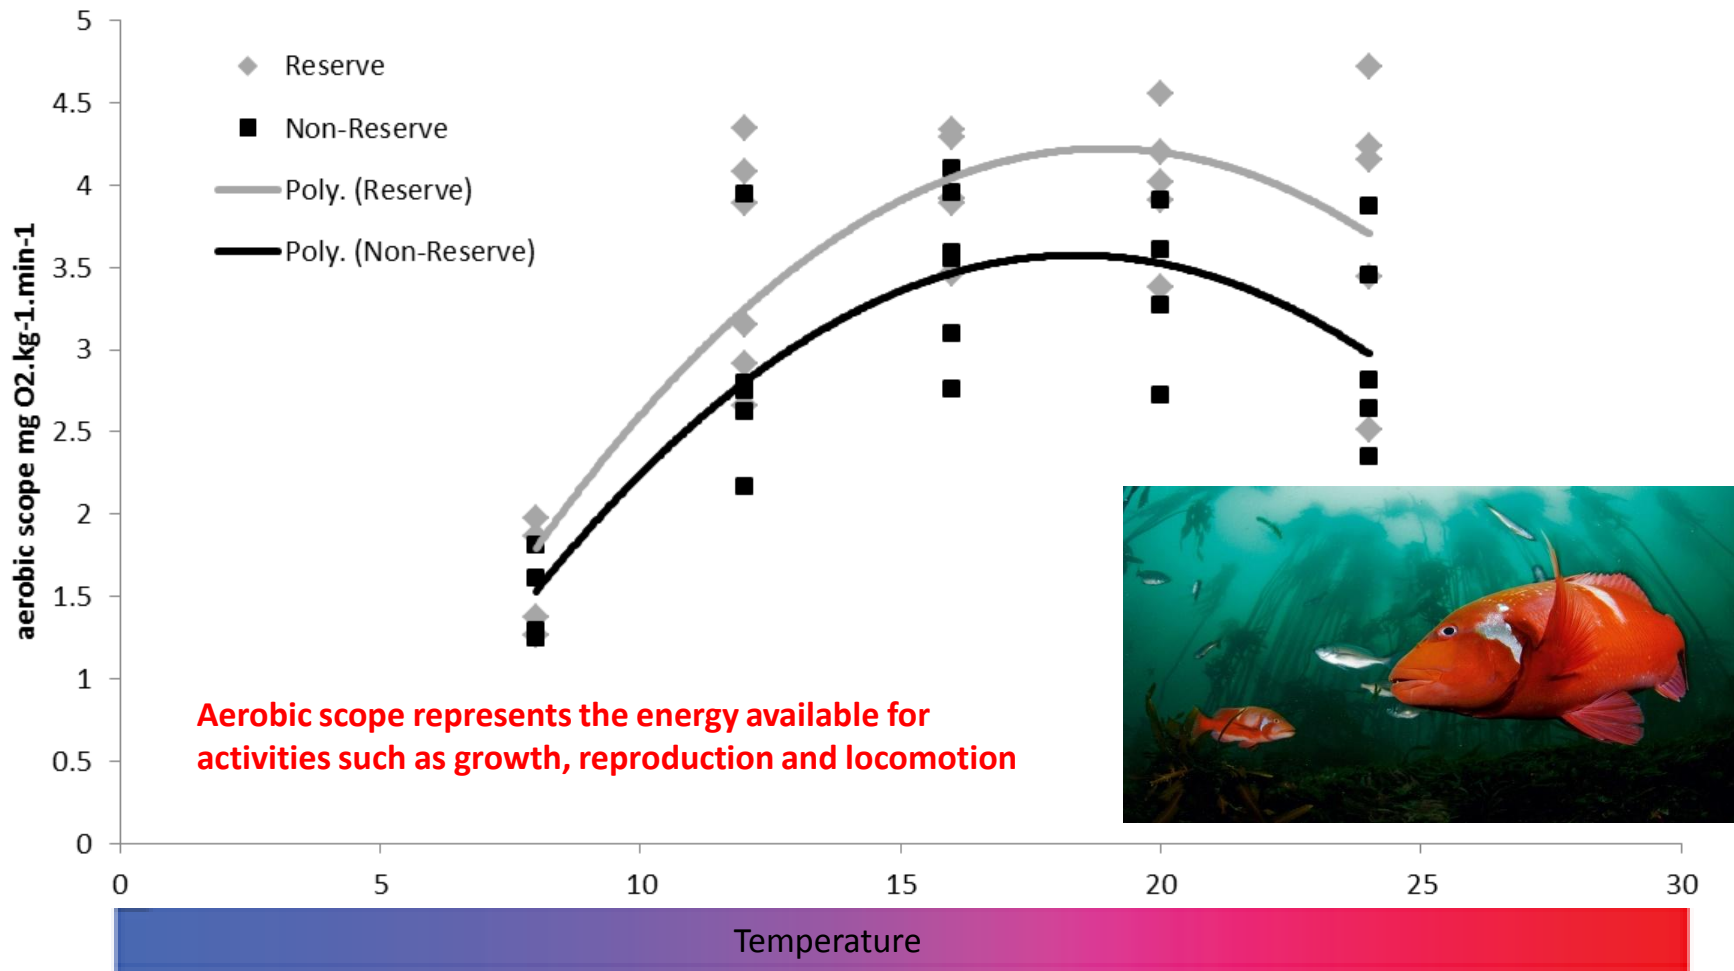 5
4.5
4
3.5
3
2.5
2
1.5
1
0.5
0
aerobic scope mg O2.kg-1.min-1
Reserve
Non-Reserve
Poly. (Reserve)
Poly. (Non-Reserve)
Aerobic scope represents the energy available for
activities such as growth, reproduction and locomotion
0 5 10 15 20 25 30
Temperature